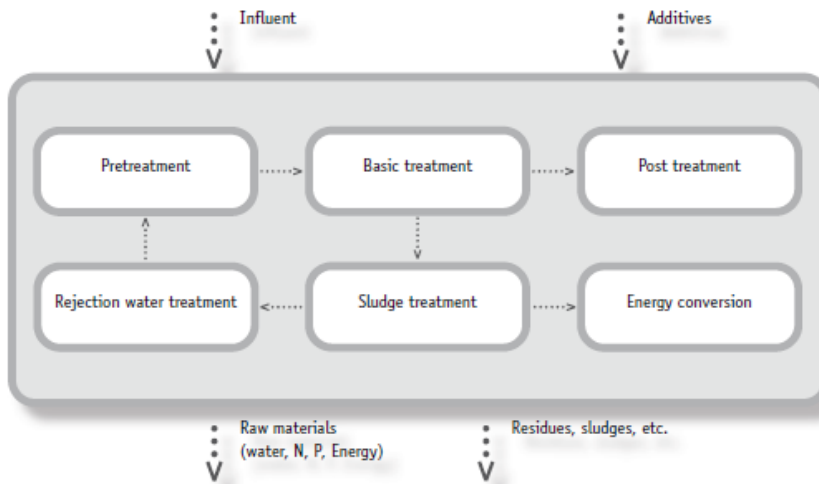 Influent
Additives
Pretreatment
Basic treatment
Post treatment
Rejection water treatment
Sludge treatment
Energy conversion
Raw materials
(water, N, P, Energy)
Residues, sludges, etc.